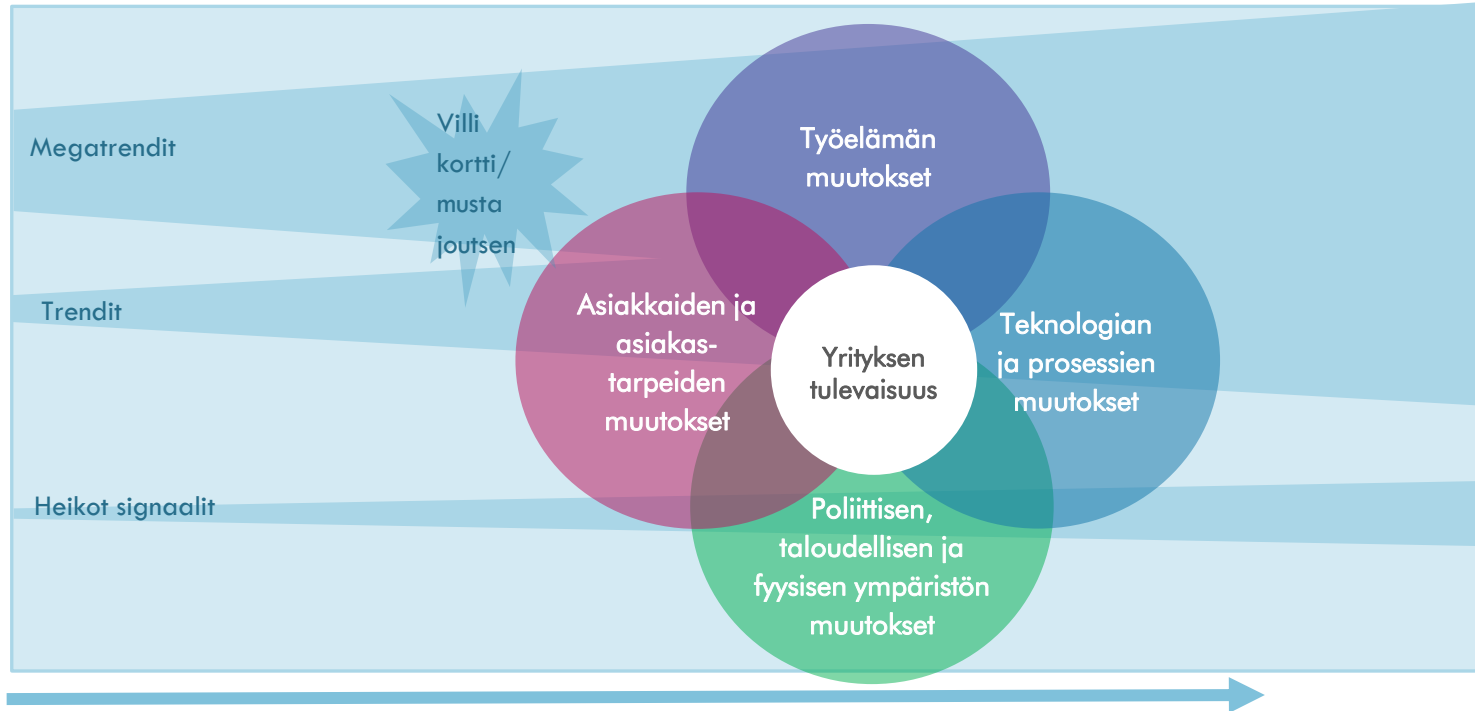 Megatrendit
Villi
kortti/
musta
joutsen
Trendit
Heikot signaalit
Työelämän
muutokset
Asiakkaiden ja
asiakas-
tarpeiden
muutokset
Yrityksen
tulevaisuus
Teknologian
ja prosessien
muutokset
Poliittisen,
taloudellisen ja
fyysisen ympäristön
muutokset